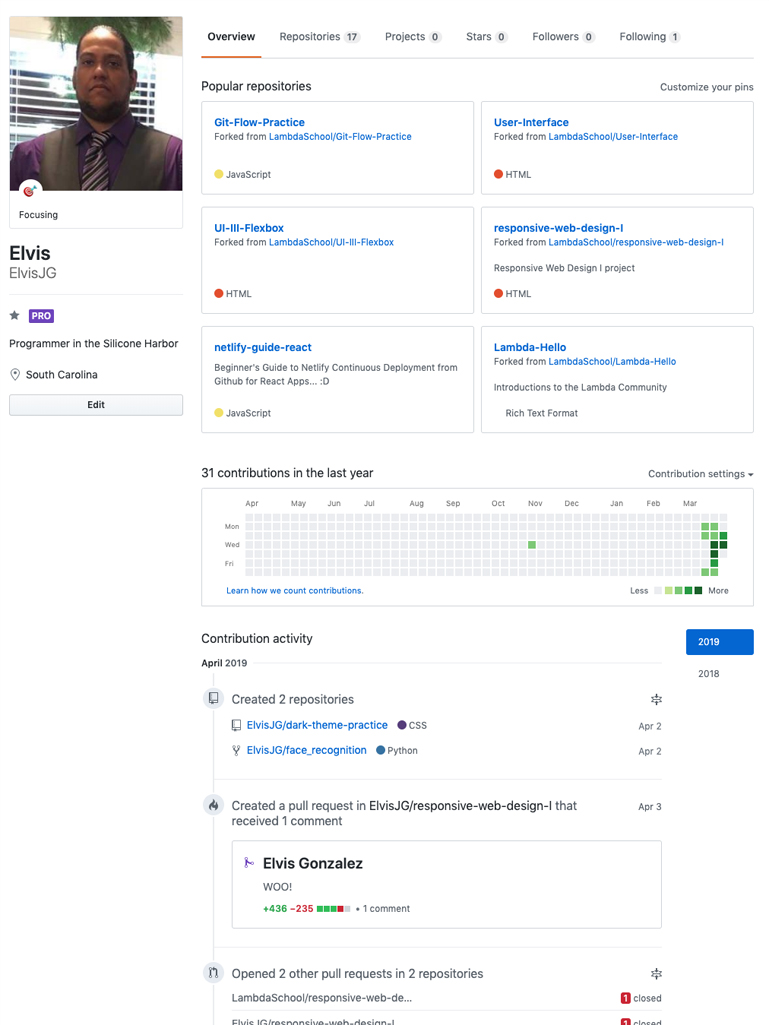 Overview Repositories 17 Projects 0 Stars 0 Followers 0 Following 1
Focusing
Elvis
ElvisJG
PRO
Programmer in the Silicone Harbor
South Carolina
Edit
Popular repositories Customize your pins
Git-Flow-Practice
Forked from LambdaSchool/Git-Flow-Practice
JavaScript
User-Interface
Forked from LambdaSchool/User-Interface
HTML
UI-III-Flexbox
Forked from LambdaSchool/UI-III-Flexbox
HTML
responsive-web-design-I
Forked from LambdaSchool/responsive-web-design-I
Responsive Web Design I project
HTML
netlify-guide-react
Beginner's Guide to Netlify Continuous Deployment from
Github for React Apps... :D
JavaScript
Lambda-Hello
Forked from LambdaSchool/Lambda-Hello
Introductions to the Lambda Community
Rich Text Format
31 contributions in the last year Contribution settings
Apr May Jun Jul Aug Sep Oct Nov Dec Jan Feb Mar
Mon
Wed
Fri
Learn how we count contributions. Less More
Contribution activity
2019
2018
April 2019
Created 2 repositories
ElvisJG/dark-theme-practice CSS Apr 2
ElvisJG/face_recognition Python Apr 2
Created a pull request in ElvisJG/responsive-web-design-I that Apr 3
received 1 comment
Elvis Gonzalez
WOO!
+436 −235 • 1 comment
Opened 2 other pull requests in 2 repositories
LambdaSchool/responsive-web-de... 1 closed
ElvisJG/responsive-web-design-I 1 closed